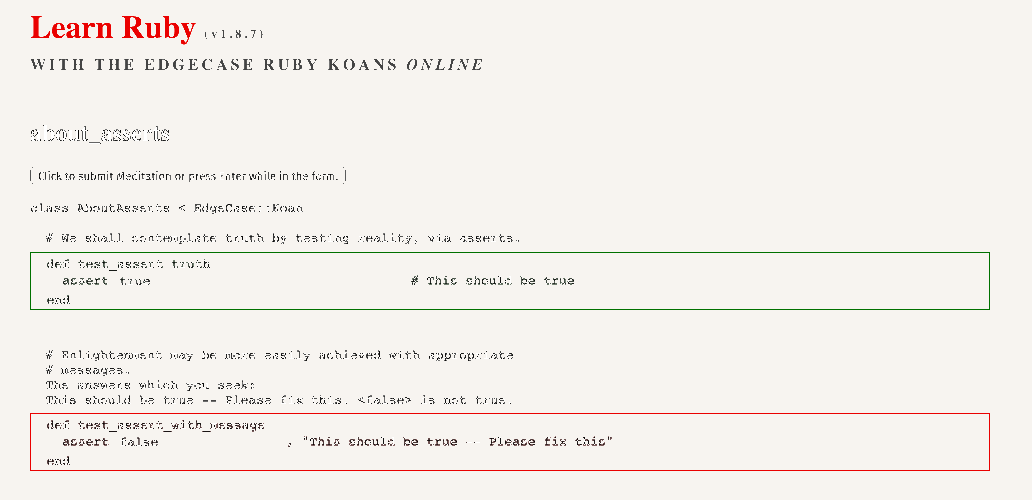 Learn Ruby (v1.8.7)
WITH THE EDGECASE RUBY KOANS ONLINE
about_asserts
Click to submit Meditation or press Enter while in the form.
class AboutAsserts < EdgeCase::Koan
# We shall contemplate truth by testing reality, via asserts.
def test_assert_truth
assert true # This should be true
end
# Enlightenment may be more easily achieved with appropriate
# messages.
The answers which you seek:
This should be true -- Please fix this. <false> is not true.
def test_assert_with_message
assert false , "This should be true -- Please fix this"
end